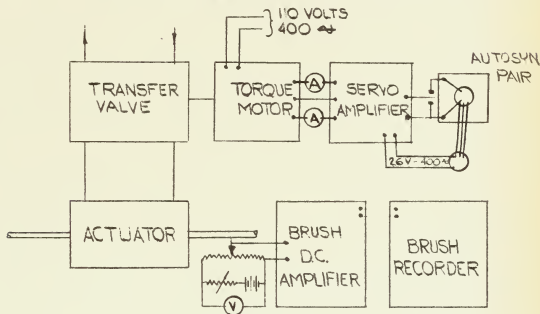 110 VOLTS
400 ~
TRANSFER
VALVE
TORQUE
MOTOR
A
A
SERVO
AMPLIFIER
AUTOSYN
PAIR
26V-400~
ACTUATOR
BRUSH
D.C.
AMPLIFIER
V
BRUSH
RECORDER